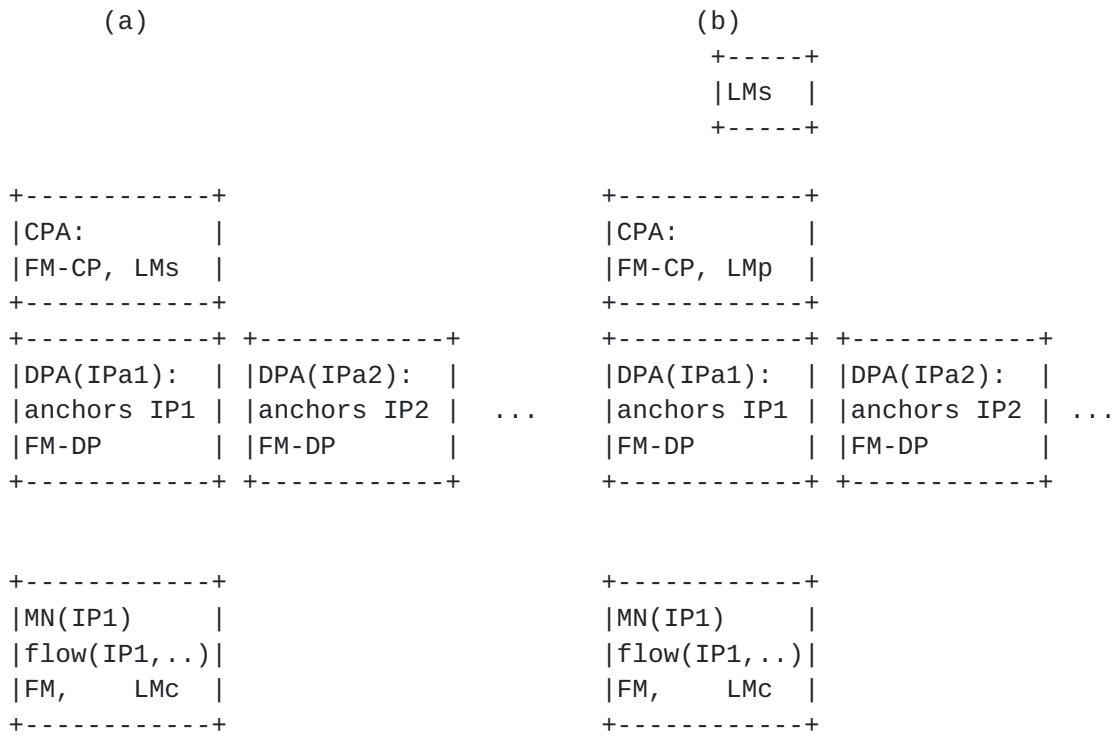 (a)                              (b)
                                       +-----+
                                       |LMs  |
                                       +-----+

+------------+                   +------------+
|CPA:        |                   |CPA:        |
|FM-CP, LMs  |                   |FM-CP, LMp  |
+------------+                   +------------+
+------------+ +------------+        +------------+ +------------+
|DPA(IPa1):  | |DPA(IPa2):  |        |DPA(IPa1):  | |DPA(IPa2):  |
|anchors IP1 | |anchors IP2 |  ...   |anchors IP1 | |anchors IP2 | ...
|FM-DP       | |FM-DP       |        |FM-DP       | |FM-DP       |
+------------+ +------------+        +------------+ +------------+

+------------+                   +------------+
|MN(IP1)     |                   |MN(IP1)     |
|flow(IP1,..)|                   |flow(IP1,..)|
|FM,    LMc  |                   |FM,    LMc  |
+------------+                   +------------+